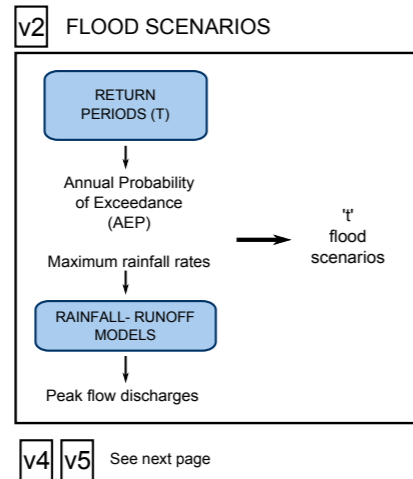 v2 FLOOD SCENARIOS
RETURN
PERIODS (T)
Annual Probability
of Exceedance
(AEP)
't'
flood
scenarios
Maximum rainfall rates
RAINFALL- RUNOFF
MODELS
Peak flow discharges
v4 v5 See next page